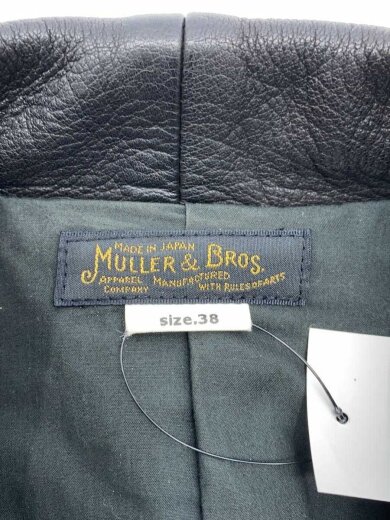 MADE IN JAPAN
MULLER & BROS.
APPAREL MANUFACTURED
COMPANY WITH RULES OF ARTS
size.38